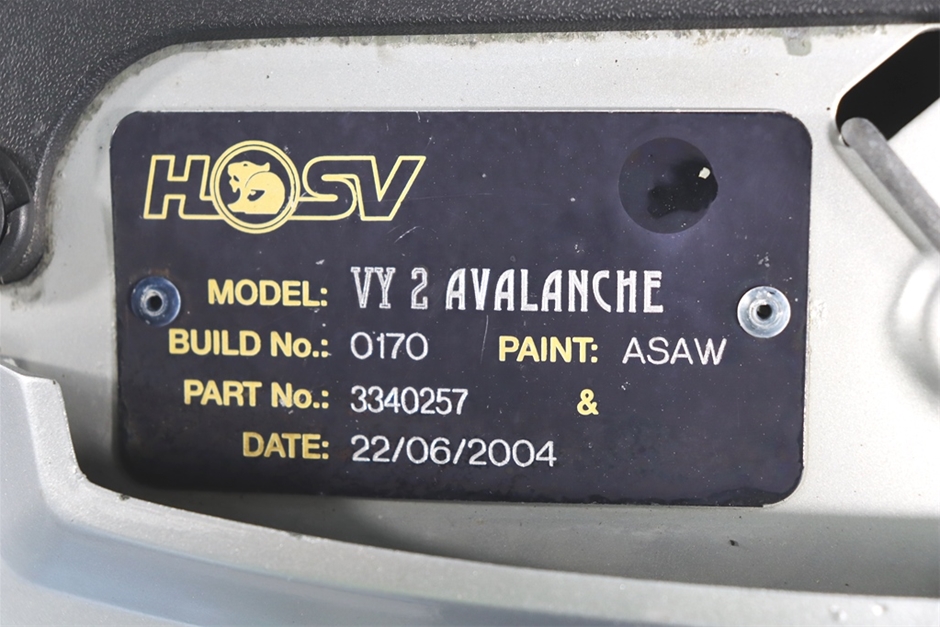 HSV
MODEL: VY 2 AVALANCHE
BUILD No.: 0170 PAINT: ASAW
PART No.: 3340257 &
DATE: 22/06/2004